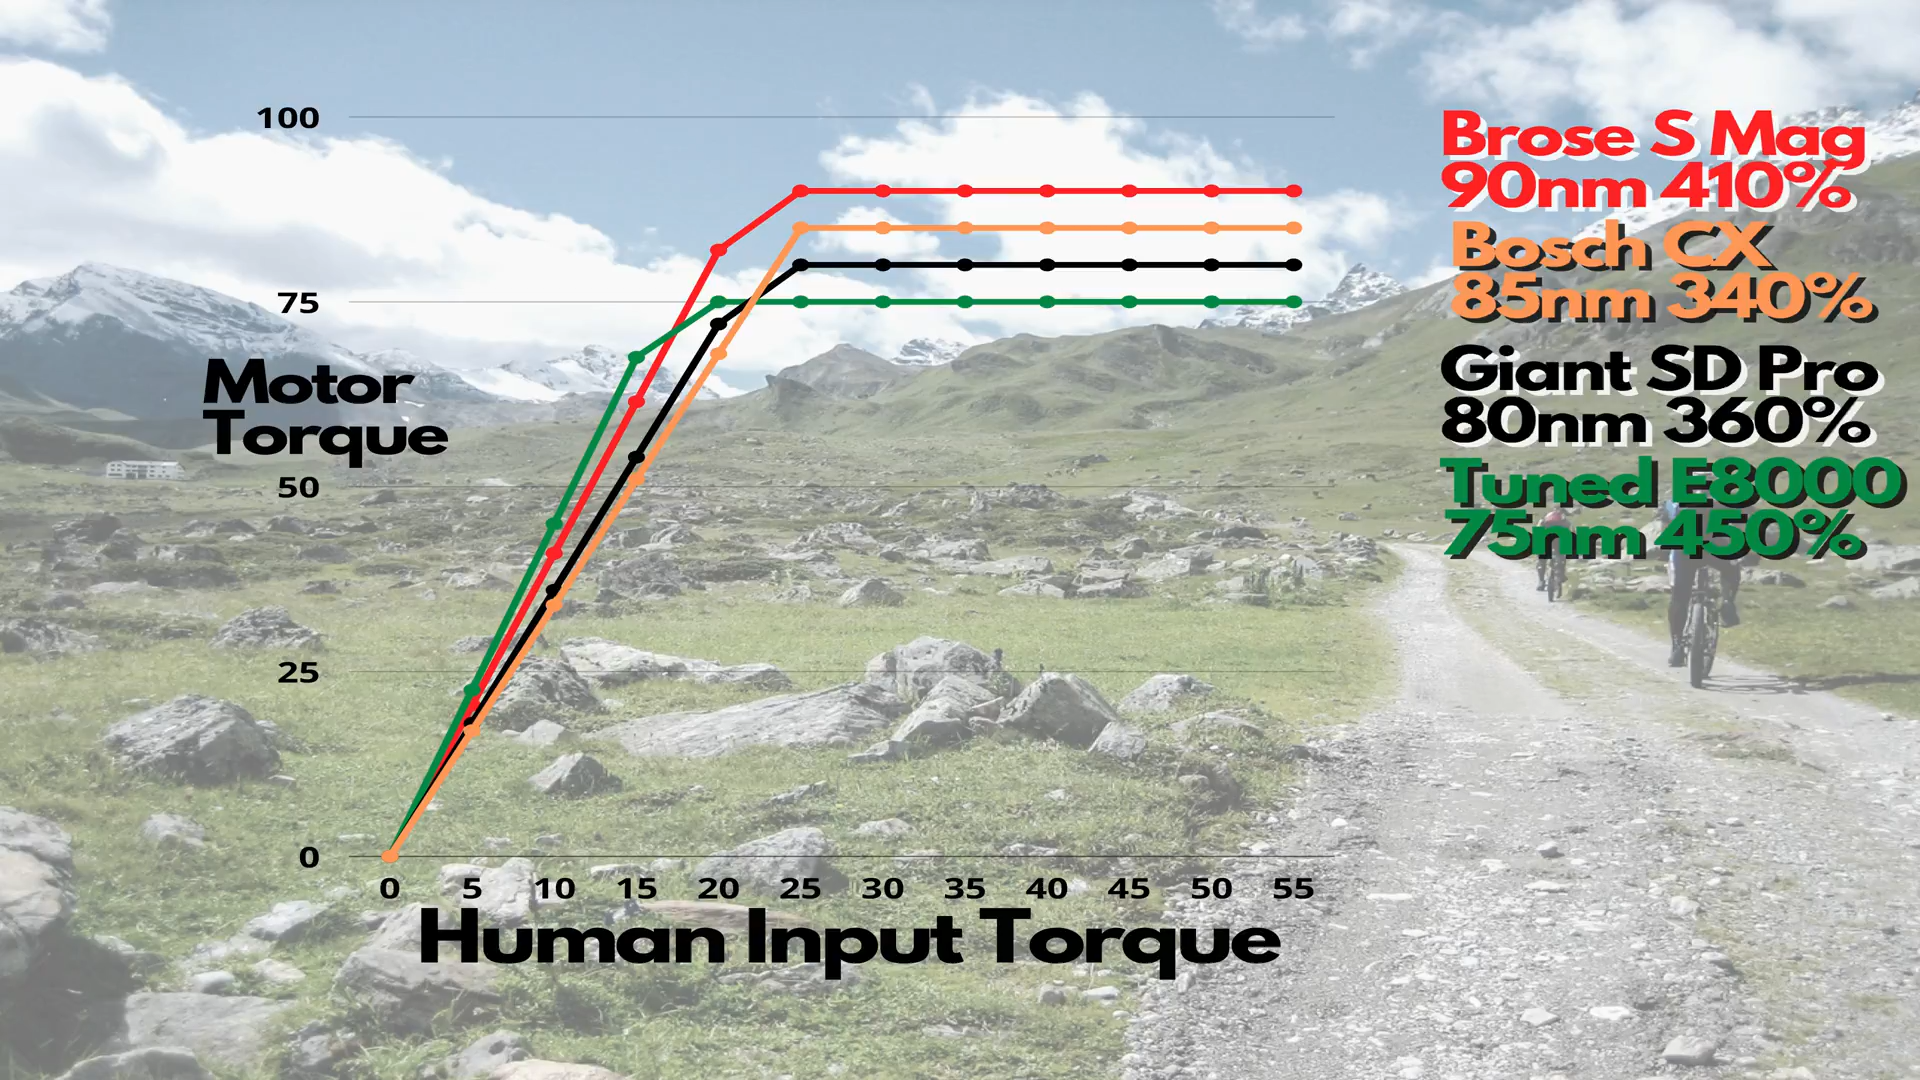 100
75
50
25
0
Motor
Torque
0 5 10 15 20 25 30 35 40 45 50 55
Human Input Torque
Brose S Mag
90nm 410%
Bosch CX
85nm 340%
Giant SD Pro
80nm 360%
Tuned E8000
75nm 450%